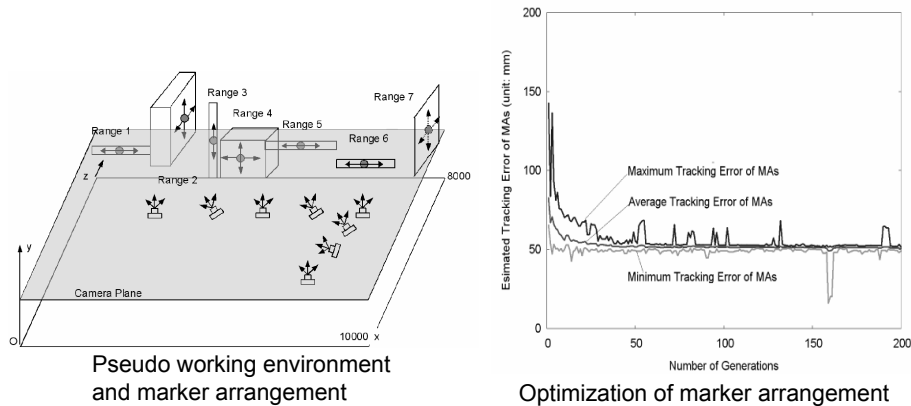 Range 1
Range 2
Range 3
Range 4
Range 5
Range 6
Range 7
z
y
8000
Camera Plane
O
10000 x
Pseudo working environment
and marker arrangement
200
150
100
50
0
Esimated Tracking Error of MAs (unit: mm)
Maximum Tracking Error of MAs
Average Tracking Error of MAs
Minimum Tracking Error of MAs
0 50 100 150 200
Number of Generations
Optimization of marker arrangement